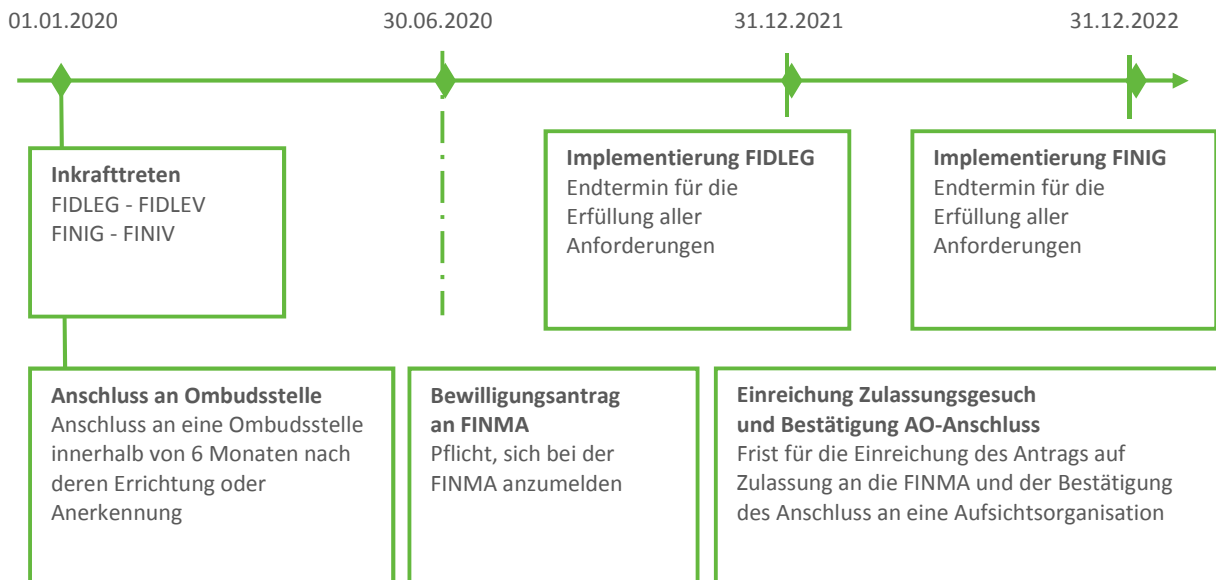 01.01.2020
30.06.2020
31.12.2021
31.12.2022
Inkrafttreten
FIDLEG - FIDLEV
FINIG - FINIV
Implementierung FIDLEG
Endtermin für die
Erfüllung aller
Anforderungen
Implementierung FINIG
Endtermin für die
Erfüllung aller
Anforderungen
Anschluss an Ombudsstelle
Anschluss an eine Ombudsstelle
innerhalb von 6 Monaten nach
deren Errichtung oder
Anerkennung
Bewilligungsantrag
an FINMA
Pflicht, sich bei der
FINMA anzumelden
Einreichung Zulassungsgesuch
und Bestätigung AO-Anschluss
Frist für die Einreichung des Antrags auf
Zulassung an die FINMA und der Bestätigung
des Anschluss an eine Aufsichtsorganisation